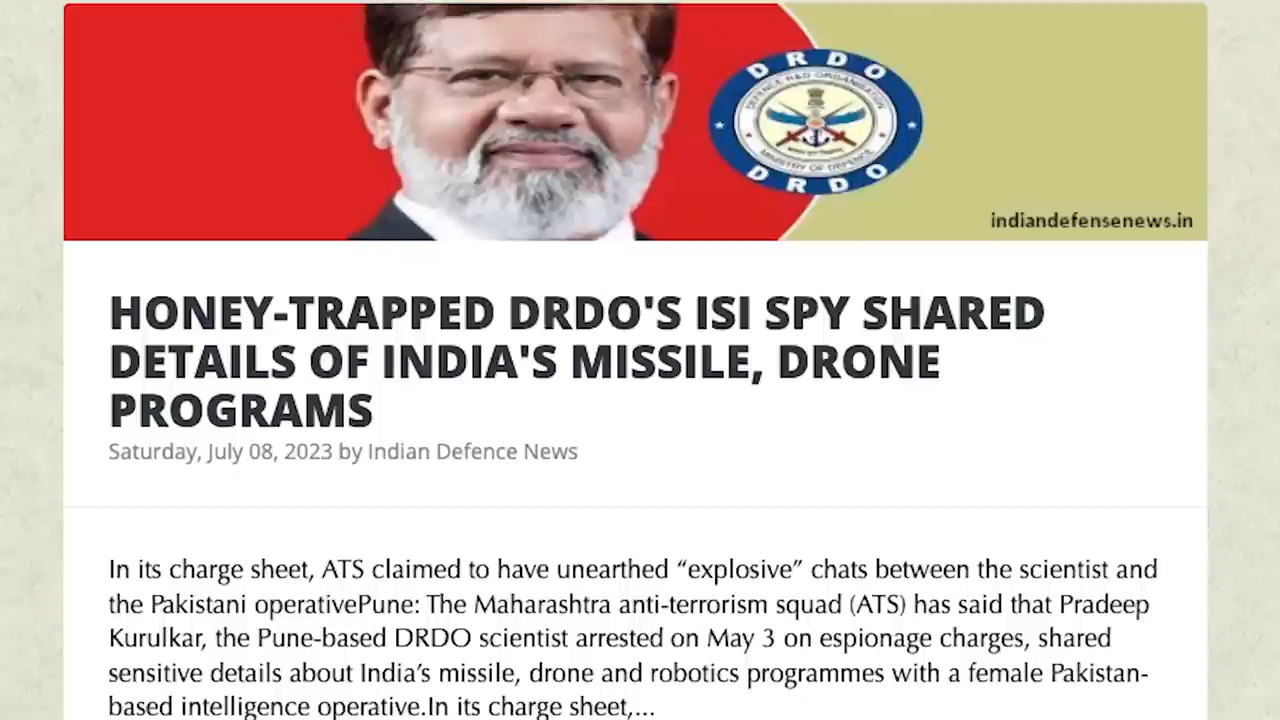 DRDO
DEFENCE R&D ORGANISATION
MINISTRY OF DEFENCE
DRDO
indiandefensenews.in
HONEY-TRAPPED DRDO'S ISI SPY SHARED
DETAILS OF INDIA'S MISSILE, DRONE
PROGRAMS
Saturday, July 08, 2023 by Indian Defence News
In its charge sheet, ATS claimed to have unearthed “explosive” chats between the scientist and
the Pakistani operativePune: The Maharashtra anti-terrorism squad (ATS) has said that Pradeep
Kurulkar, the Pune-based DRDO scientist arrested on May 3 on espionage charges, shared
sensitive details about India’s missile, drone and robotics programmes with a female Pakistan-
based intelligence operative.In its charge sheet,...